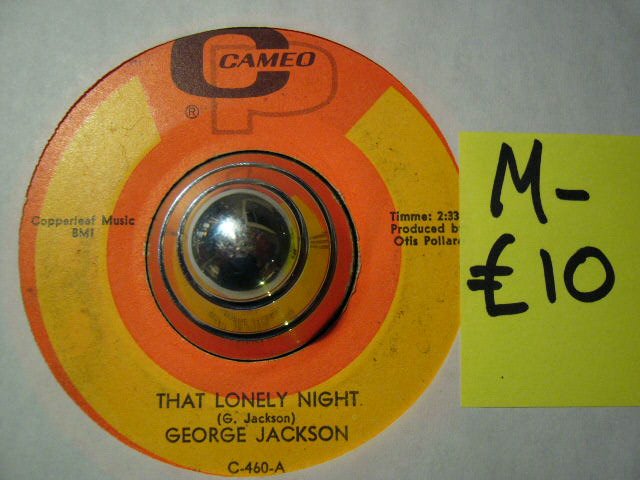 CAMEO
®
Copperleaf Music
BMI
Timme: 2:33
Produced by
Otis Pollard
THAT LONELY NIGHT
(G. Jackson)
GEORGE JACKSON
C-460-A
M-
£10